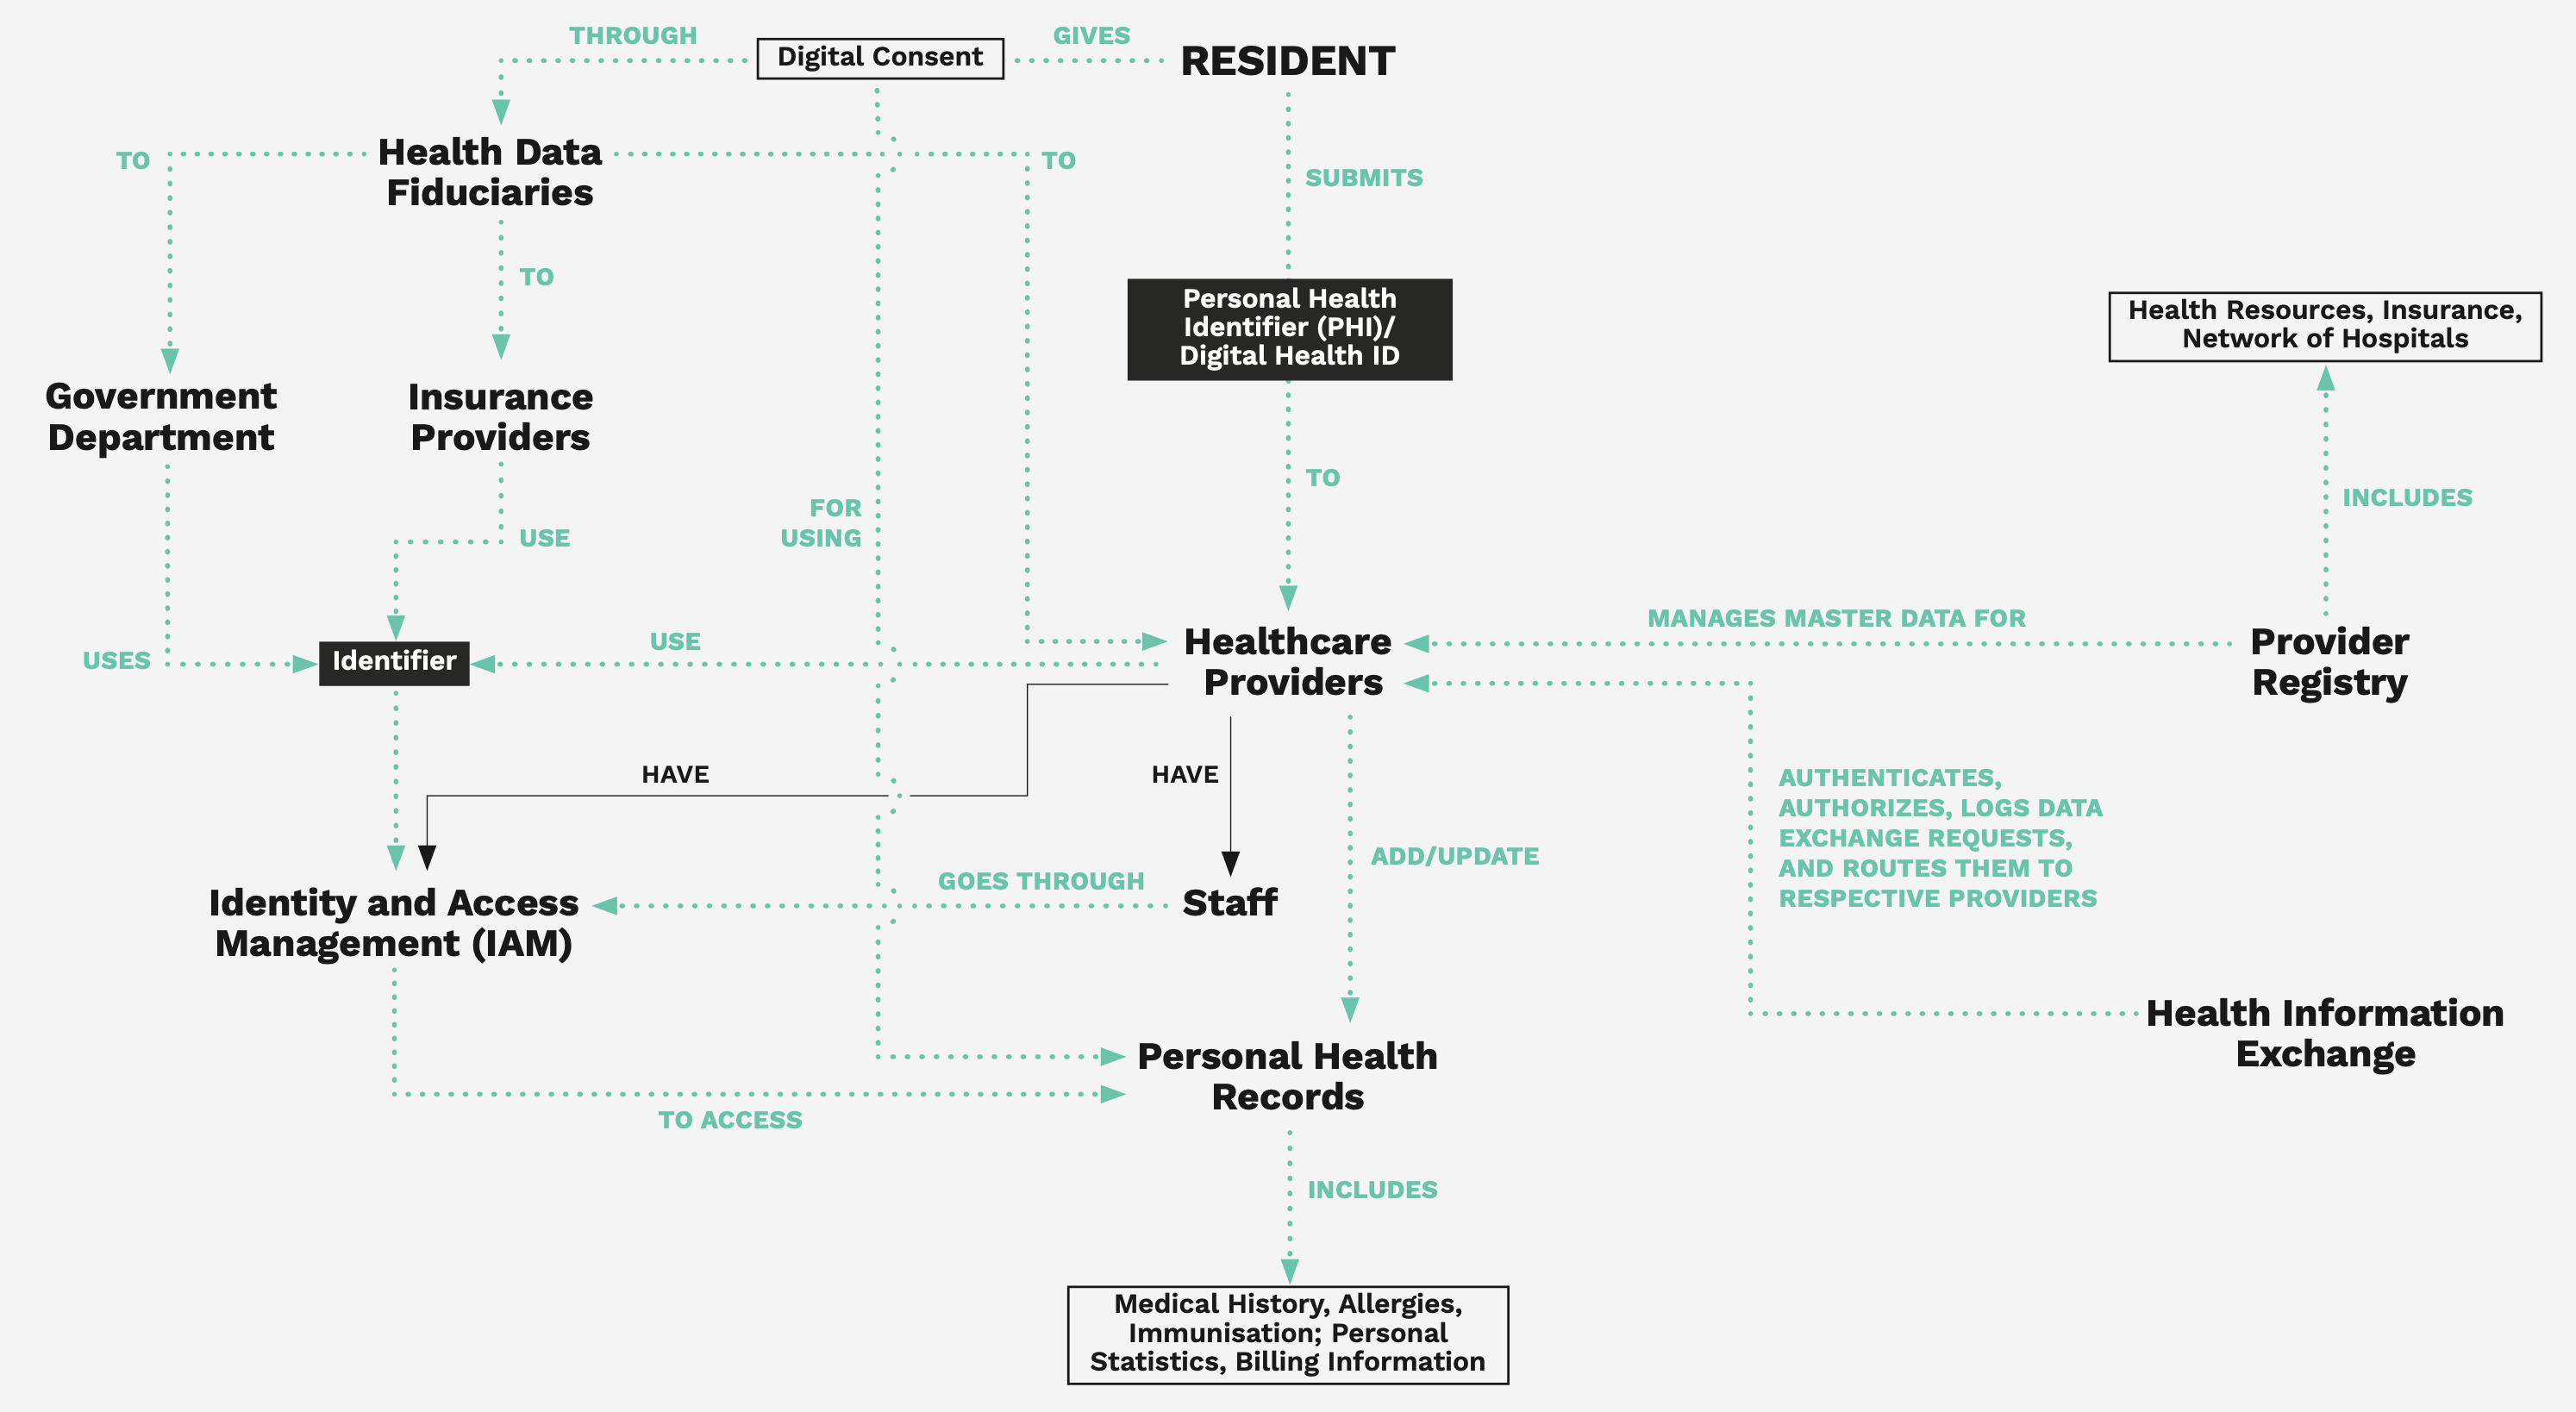 THROUGH
Digital Consent
GIVES
RESIDENT
Health Data
Fiduciaries
TO
TO
SUBMITS
TO
Personal Health
Identifier (PHI)/
Digital Health ID
Health Resources, Insurance,
Network of Hospitals
Government
Department
Insurance
Providers
TO
FOR
USING
INCLUDES
USE
MANAGES MASTER DATA FOR
USES
Identifier
USE
Healthcare
Providers
Provider
Registry
HAVE
HAVE
AUTHENTICATES,
AUTHORIZES, LOGS DATA
EXCHANGE REQUESTS,
AND ROUTES THEM TO
RESPECTIVE PROVIDERS
ADD/UPDATE
GOES THROUGH
Identity and Access
Management (IAM)
Staff
Health Information
Exchange
Personal Health
Records
TO ACCESS
INCLUDES
Medical History, Allergies,
Immunisation; Personal
Statistics, Billing Information